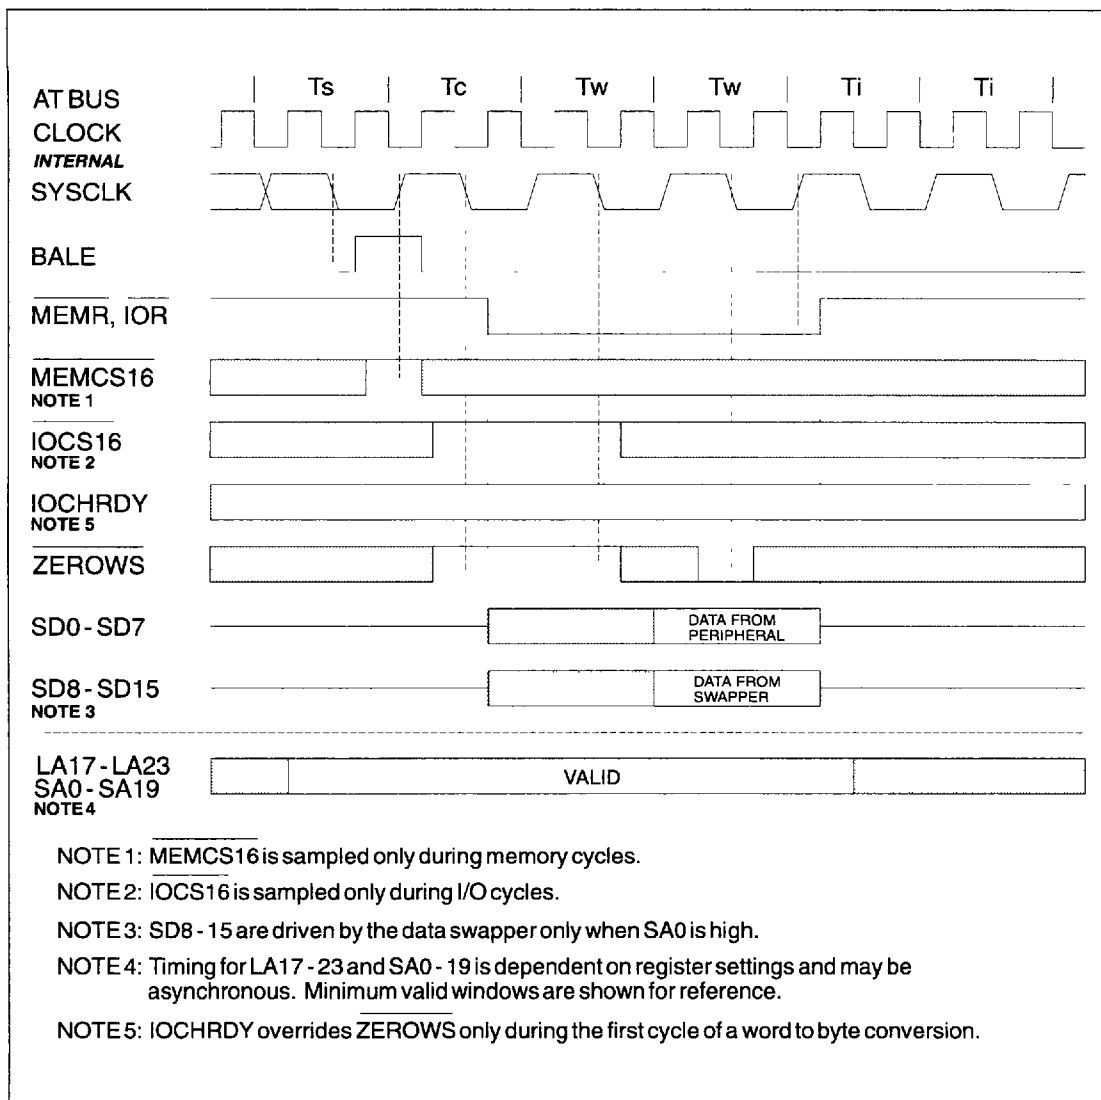 Ts Tc Tw Tw Ti Ti
AT BUS
CLOCK
INTERNAL
SYSCLK
BALE
MEMR, IOR
MEMCS16
NOTE 1
IOCS16
NOTE 2
IOCHRDY
NOTE 5
ZEROWS
SD0-SD7
DATA FROM
PERIPHERAL
SD8-SD15
NOTE 3
DATA FROM
SWAPPER
LA17-LA23
SA0-SA19
NOTE 4
VALID
NOTE 1: MEMCS16 is sampled only during memory cycles.
NOTE 2: IOCS16 is sampled only during I/O cycles.
NOTE 3: SD8-15 are driven by the data swapper only when SA0 is high.
NOTE 4: Timing for LA17-23 and SA0-19 is dependent on register settings and may be
asynchronous. Minimum valid windows are shown for reference.
NOTE 5: IOCHRDY overrides ZEROWS only during the first cycle of a word to byte conversion.